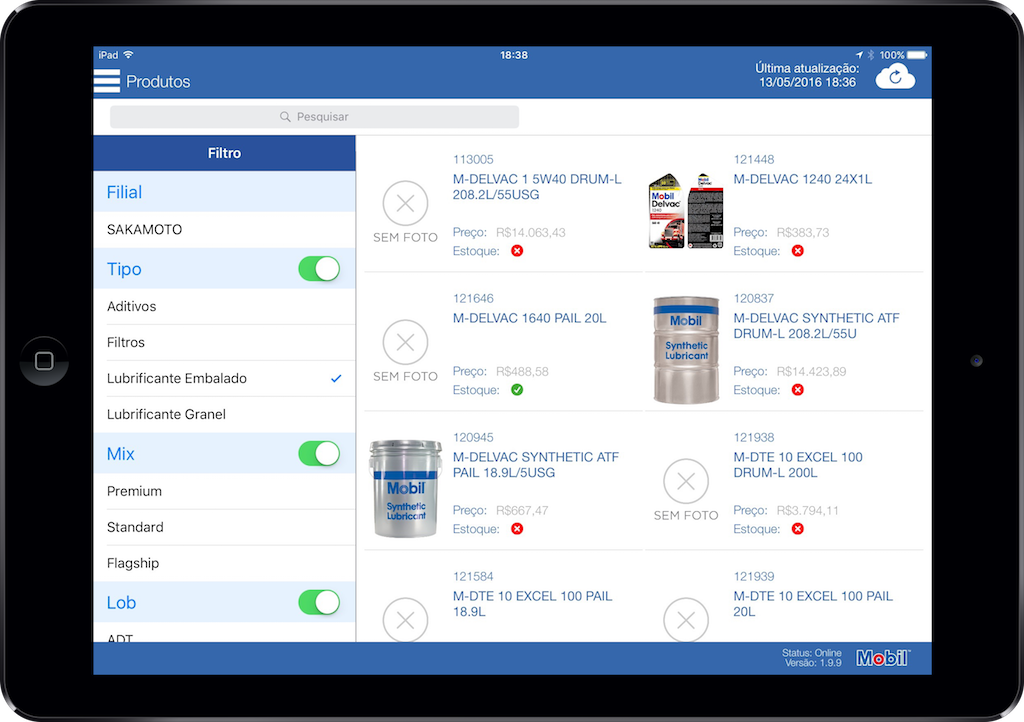 iPad
18:38
100%
Produtos
Última atualização:
13/05/2016 18:36
Pesquisar
Filtro
Filial
SAKAMOTO
Tipo
Aditivos
Filtros
Lubrificante Embalado
Lubrificante Granel
Mix
Premium
Standard
Flagship
Lob
ADT
SEM FOTO
113005
M-DELVAC 1 5W40 DRUM-L
208.2L/55USG
Preço: R$14.063,43
Estoque:
Mobil
Delvac
1240
Mobil
Delvac
121448
M-DELVAC 1240 24X1L
Preço: R$383,73
Estoque:
SEM FOTO
121646
M-DELVAC 1640 PAIL 20L
Preço: R$488,58
Estoque:
Mobil
Synthetic
Lubricant
120837
M-DELVAC SYNTHETIC ATF
DRUM-L 208.2L/55U
Preço: R$14.423,89
Estoque:
Mobil
Synthetic
Lubricant
120945
M-DELVAC SYNTHETIC ATF
PAIL 18.9L/5USG
Preço: R$667,47
Estoque:
SEM FOTO
121938
M-DTE 10 EXCEL 100
DRUM-L 200L
Preço: R$3.794,11
Estoque:
121584
M-DTE 10 EXCEL 100 PAIL
18.9L
121939
M-DTE 10 EXCEL 100 PAIL
20L
Status: Online
Versão: 1.9.9
Mobil